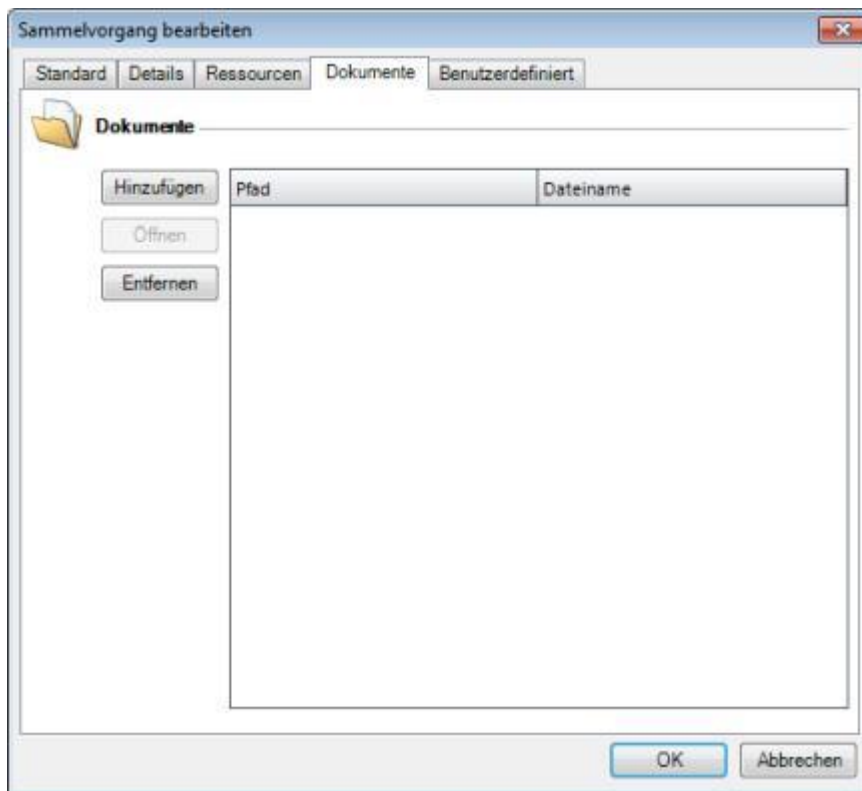 Sammelvorgang bearbeiten
Standard Details Ressourcen Dokumente Benutzerdefiniert
Dokumente
Hinzufügen Pfad Dateiname
Öffnen
Entfernen
OK Abbrechen